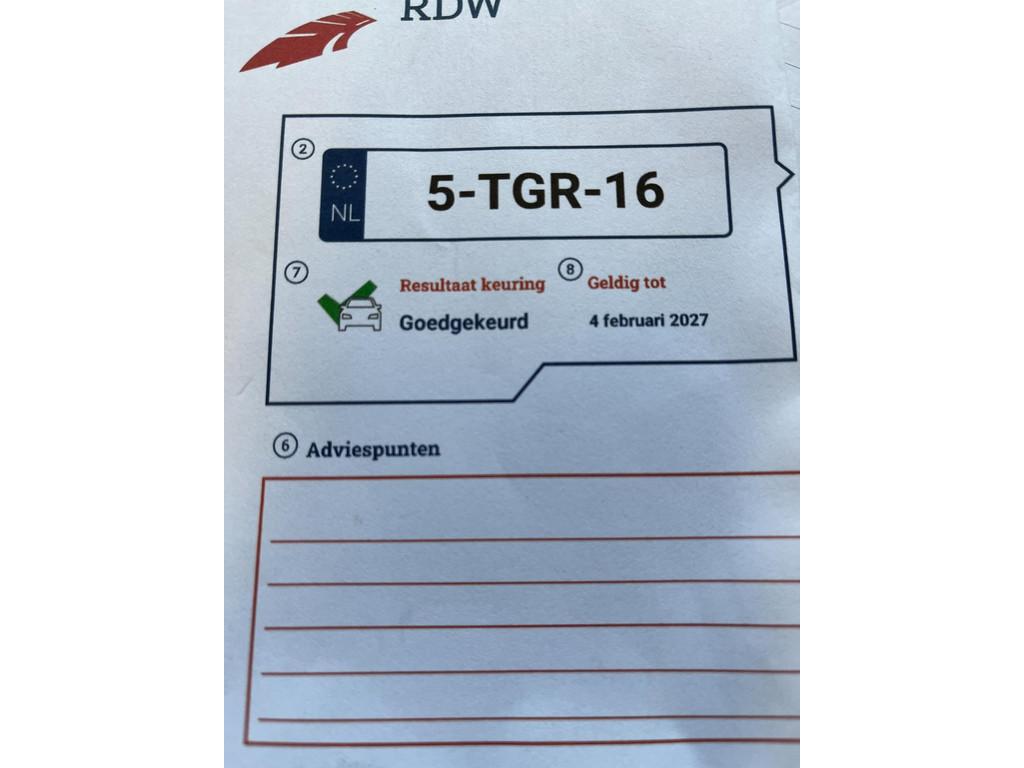 RDW
2
NL
5-TGR-16
7
Resultaat keuring
8
Geldig tot
Goedgekeurd
4 februari 2027
6 Adviespunten